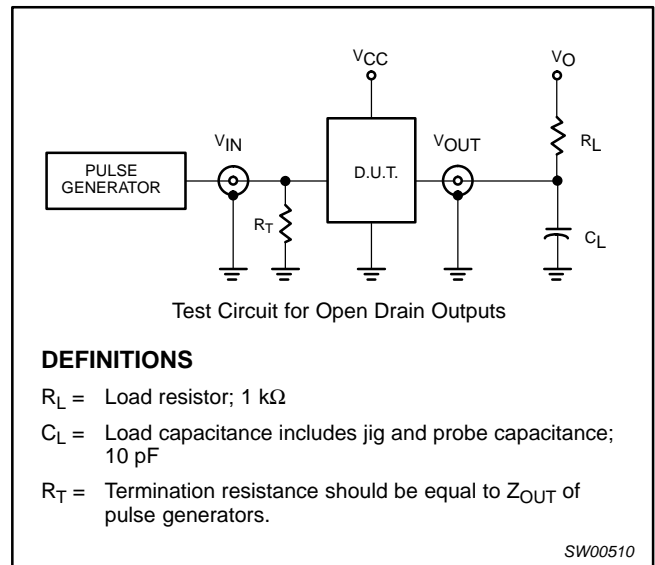 VCC
VO
VIN
VOUT
RL
PULSE
GENERATOR
D.U.T.
RT
CL
Test Circuit for Open Drain Outputs
DEFINITIONS
RL = Load resistor; 1 kΩ
CL = Load capacitance includes jig and probe capacitance;
10 pF
RT = Termination resistance should be equal to ZOUT of
pulse generators.
SW00510